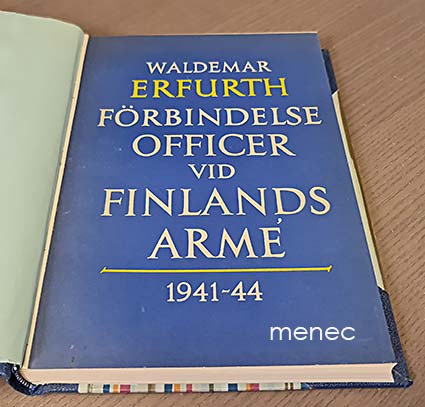 WALDEMAR
ERFURTH
FÖRBINDELSE
OFFICER
VID
FINLANDS
ARMÉ
1941-44
menec